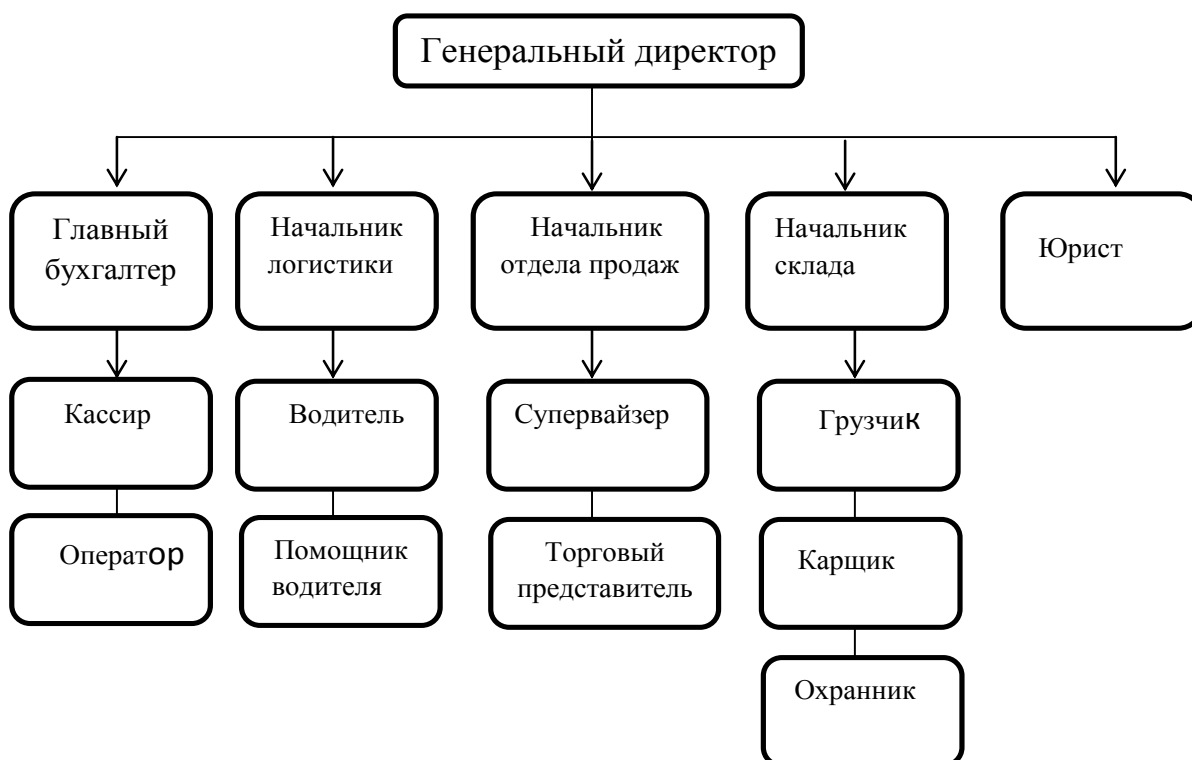 Генеральный директор
Главный
бухгалтер
Начальник
логистики
Начальник
отдела продаж
Начальник
склада
Юрист
Кассир
Водитель
Супервайзер
Грузчик
Оператор
Помощник
водителя
Торговый
представитель
Карщик
Охранник